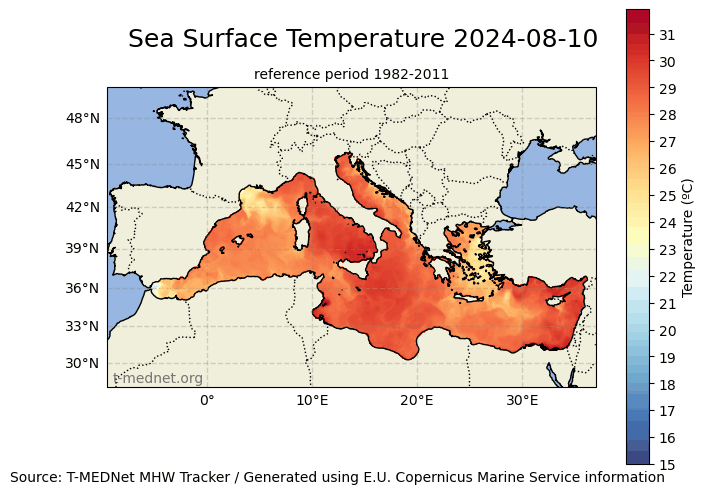 Sea Surface Temperature 2024-08-10
reference period 1982-2011
48°N
45°N
42°N
39°N
36°N
33°N
30°N
t-mednet.org
0°
10°E
20°E
30°E
31
30
29
28
27
26
25
24
23
22
21
20
19
18
17
16
15
Temperature (ºC)
Source: T-MEDNet MHW Tracker / Generated using E.U. Copernicus Marine Service information